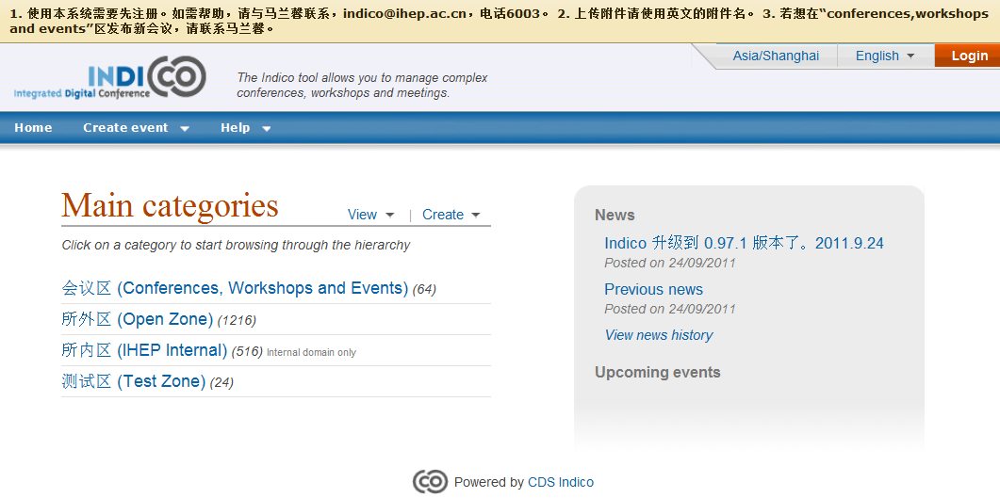 1. 使用本系统需要先注册。如需帮助，请与马兰馨联系，indico@ihep.ac.cn，电话6003。 2. 上传附件请使用英文的附件名。 3. 若想在“conferences,workshops
and events”区发布新会议，请联系马兰馨。
Asia/Shanghai English Login
INDICO
Integrated Digital Conference
The Indico tool allows you to manage complex
conferences, workshops and meetings.
Home Create event Help
Main categories View | Create
Click on a category to start browsing through the hierarchy
会议区 (Conferences, Workshops and Events) (64)
所外区 (Open Zone) (1216)
所内区 (IHEP Internal) (516) Internal domain only
测试区 (Test Zone) (24)
News
Indico 升级到 0.97.1 版本了。2011.9.24
Posted on 24/09/2011
Previous news
Posted on 24/09/2011
View news history
Upcoming events
Powered by CDS Indico